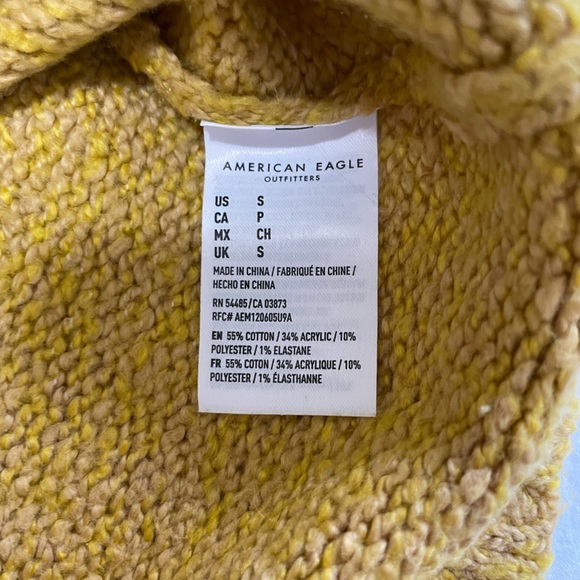 AMERICAN EAGLE
OUTFITTERS
US S
CA P
MX CH
UK S
MADE IN CHINA / FABRIQUÉ EN CHINE /
HECHO EN CHINA
RN 54485/CA 03873
RFC# AEM120605U9A
EN 55% COTTON / 34% ACRYLIC / 10%
POLYESTER / 1% ELASTANE
FR 55% COTON / 34% ACRYLIQUE / 10%
POLYESTER / 1% ÉLASTHANNE